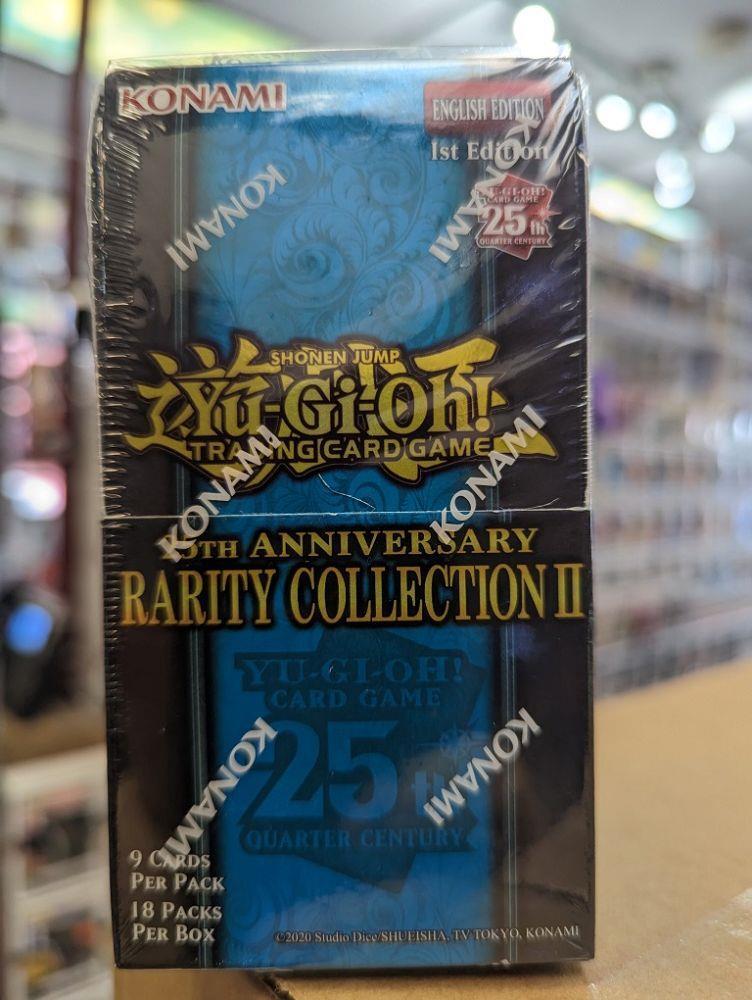 KONAMI
ENGLISH EDITION
1st Edition
YU-GI-OH!
CARD GAME
25th
QUARTER CENTURY
KONAMI
KONAMI
SHONEN JUMP
Yu-Gi-Oh!
TRADING CARD GAME
KONAMI
KONAMI
ANNIVERSARY
RARITY COLLECTION II
YU-GI-OH!
CARD GAME
25th
QUARTER CENTURY
KONAMI
KONAMI
9 CARDS
PER PACK
18 PACKS
PER BOX
©2020 Studio Dice/SHUEISHA, TV TOKYO, KONAMI